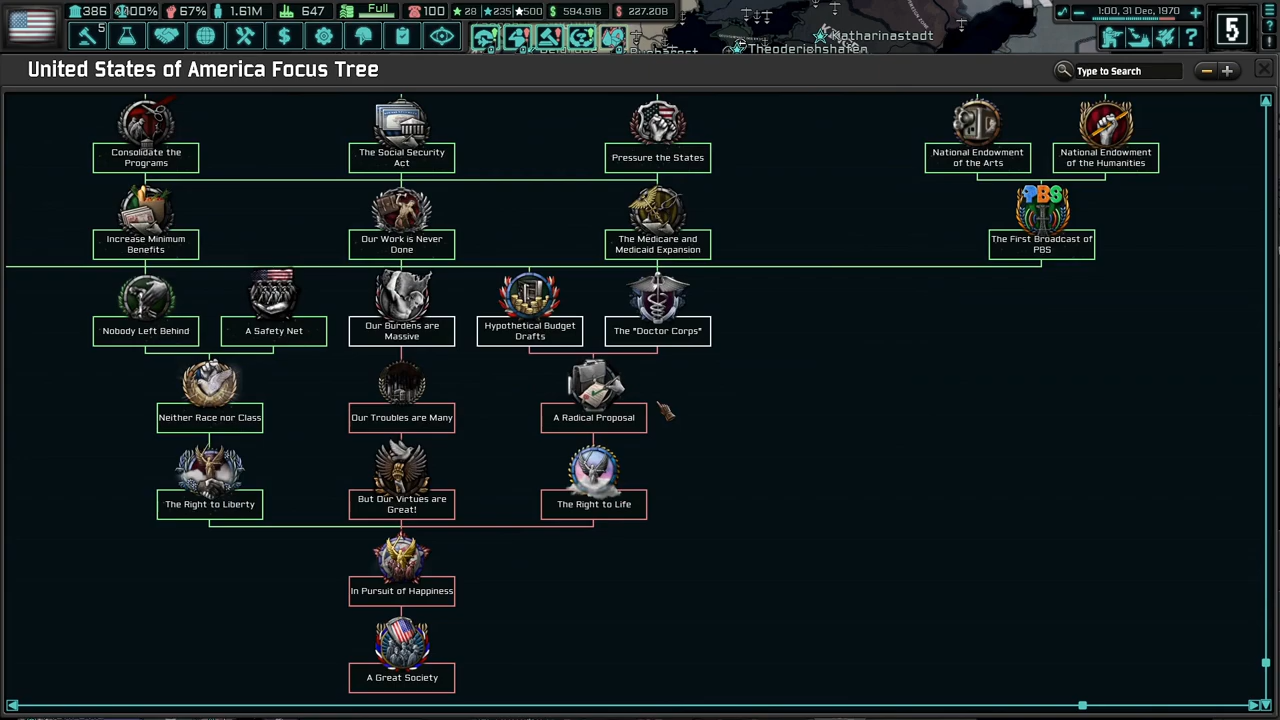 386 100% 67% 1.61M 647 Full 100 28 235 500 $ 594.91B $ 227.20B
1:00, 31 Dec, 1970
5
5
Katharinastadt
Theoderichshafen
United States of America Focus Tree
Type to Search
Consolidate the
Programs
The Social Security
Act
Pressure the States
National Endowment
of the Arts
National Endowment
of the Humanities
Increase Minimum
Benefits
Our Work is Never
Done
The Medicare and
Medicaid Expansion
PBS
The First Broadcast of
PBS
Nobody Left Behind
A Safety Net
Our Burdens are
Massive
Hypothetical Budget
Drafts
The "Doctor Corps"
Neither Race nor Class
Our Troubles are Many
A Radical Proposal
The Right to Liberty
But Our Virtues are
Great!
The Right to Life
In Pursuit of Happiness
A Great Society